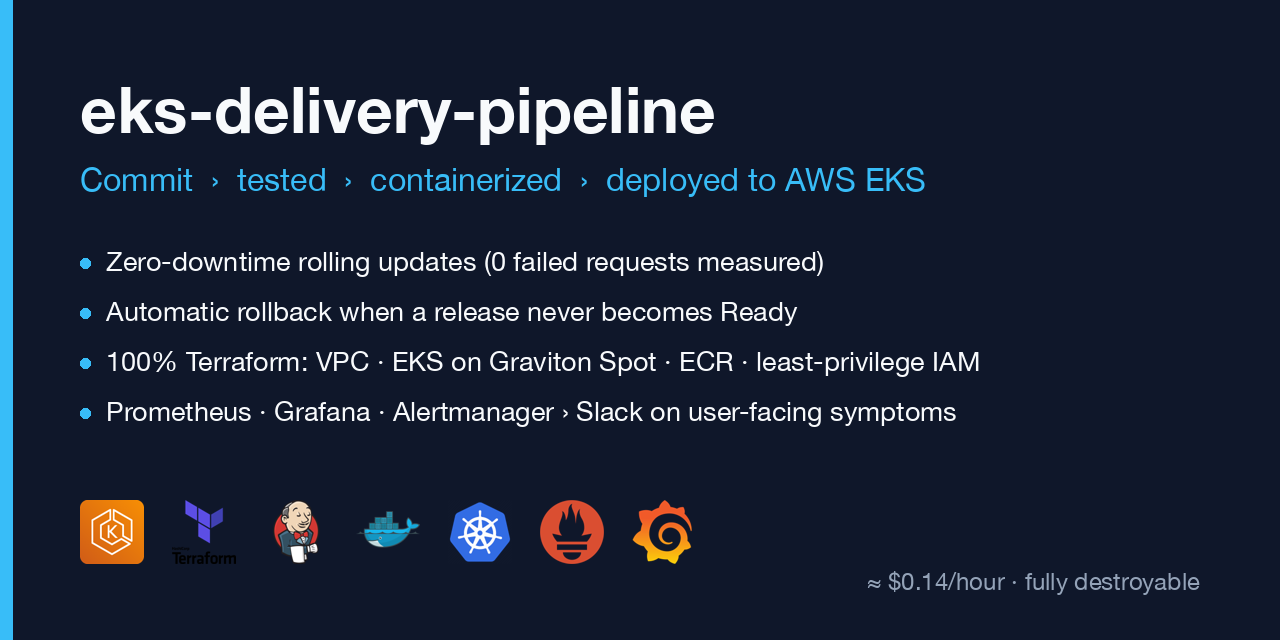 eks-delivery-pipeline
Commit › tested › containerized › deployed to AWS EKS
Zero-downtime rolling updates (0 failed requests measured)
Automatic rollback when a release never becomes Ready
100% Terraform: VPC · EKS on Graviton Spot · ECR · least-privilege IAM
Prometheus · Grafana · Alertmanager › Slack on user-facing symptoms
K
Terraform
≈ $0.14/hour · fully destroyable